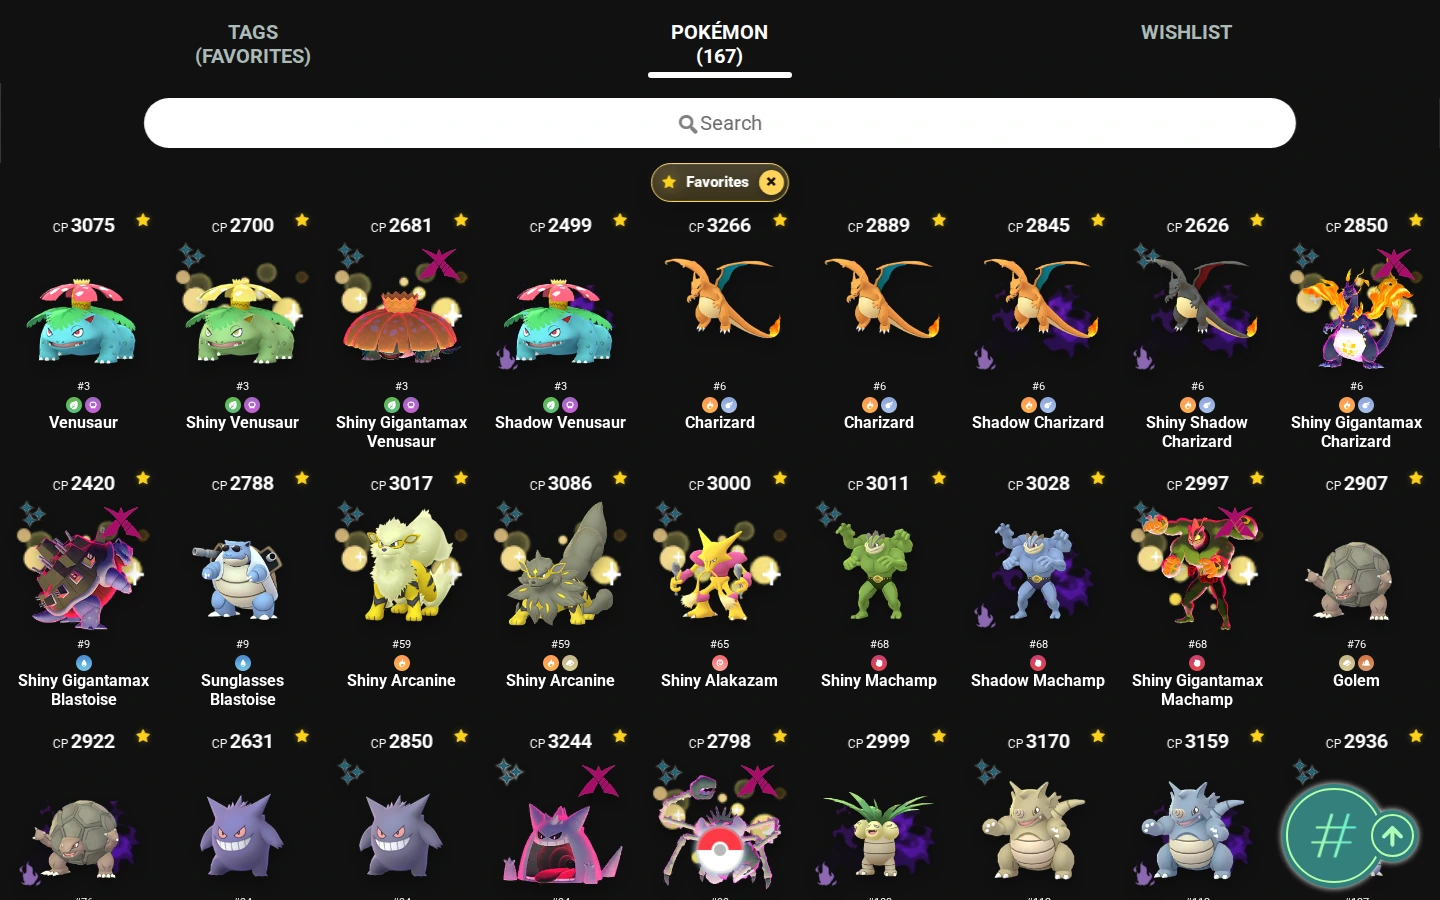 TAGS
(FAVORITES)
POKÉMON
(167)
WISHLIST
Search
Favorites
CP 3075
CP 2700
CP 2681
CP 2499
CP 3266
CP 2889
CP 2845
CP 2626
CP 2850
#3
#3
#3
#3
#6
#6
#6
#6
#6
Venusaur
Shiny Venusaur
Shiny Gigantamax
Venusaur
Shadow Venusaur
Charizard
Charizard
Shadow Charizard
Shiny Shadow
Charizard
Shiny Gigantamax
Charizard
CP 2420
CP 2788
CP 3017
CP 3086
CP 3000
CP 3011
CP 3028
CP 2997
CP 2907
#9
#9
#59
#59
#65
#68
#68
#68
#76
Shiny Gigantamax
Blastoise
Sunglasses
Blastoise
Shiny Arcanine
Shiny Arcanine
Shiny Alakazam
Shiny Machamp
Shadow Machamp
Shiny Gigantamax
Machamp
Golem
CP 2922
CP 2631
CP 2850
CP 3244
CP 2798
CP 2999
CP 3170
CP 3159
CP 2936
#